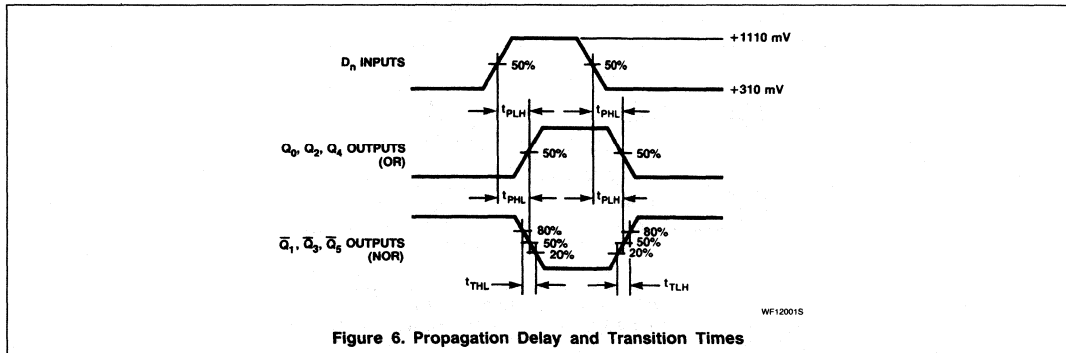 +1110 mV
Dₙ INPUTS
50%
50%
+310 mV
tPLH
tPHL
Q₀, Q₂, Q₄ OUTPUTS
(OR)
50%
50%
tPHL
tPLH
Q̅₁, Q̅₃, Q̅₅ OUTPUTS
(NOR)
80%
50%
20%
80%
50%
20%
tTHL
tTLH
WF12001S
Figure 6. Propagation Delay and Transition Times